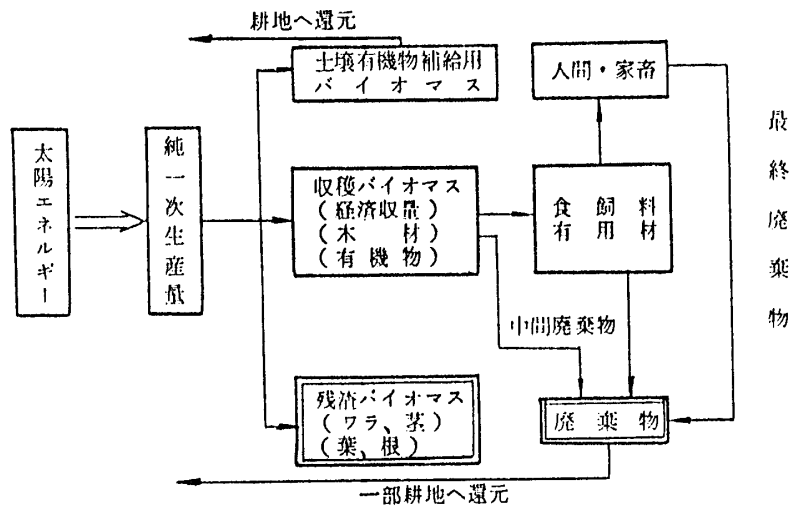 耕地へ還元
土壌有機物補給用
バイオマス
人間・家畜
太陽エネルギー
純一次生産量
収穫バイオマス
(経済収量)
(木材)
(有機物)
食飼料
有用材
最終廃棄物
中間廃棄物
残渣バイオマス
(ワラ、茎)
(葉、根)
廃棄物
一部耕地へ還元